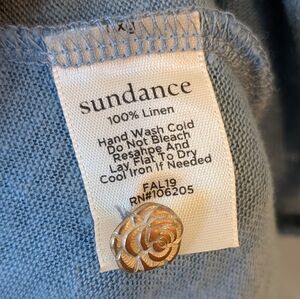 sundance
100% Linen
Hand Wash Cold
Do Not Bleach
Resahpe And
Lay Flat To Dry
Cool Iron if Needed
FAL19
RN#106205